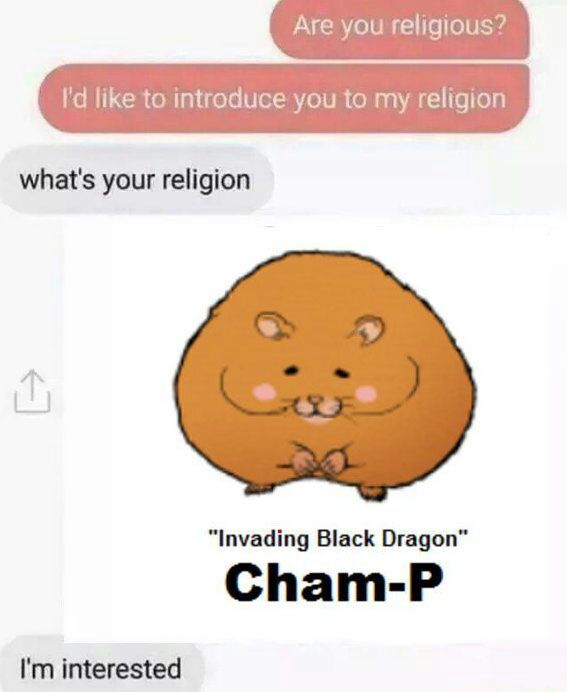 Are you religious?
I'd like to introduce you to my religion
what's your religion
"Invading Black Dragon"
Cham-P
I'm interested